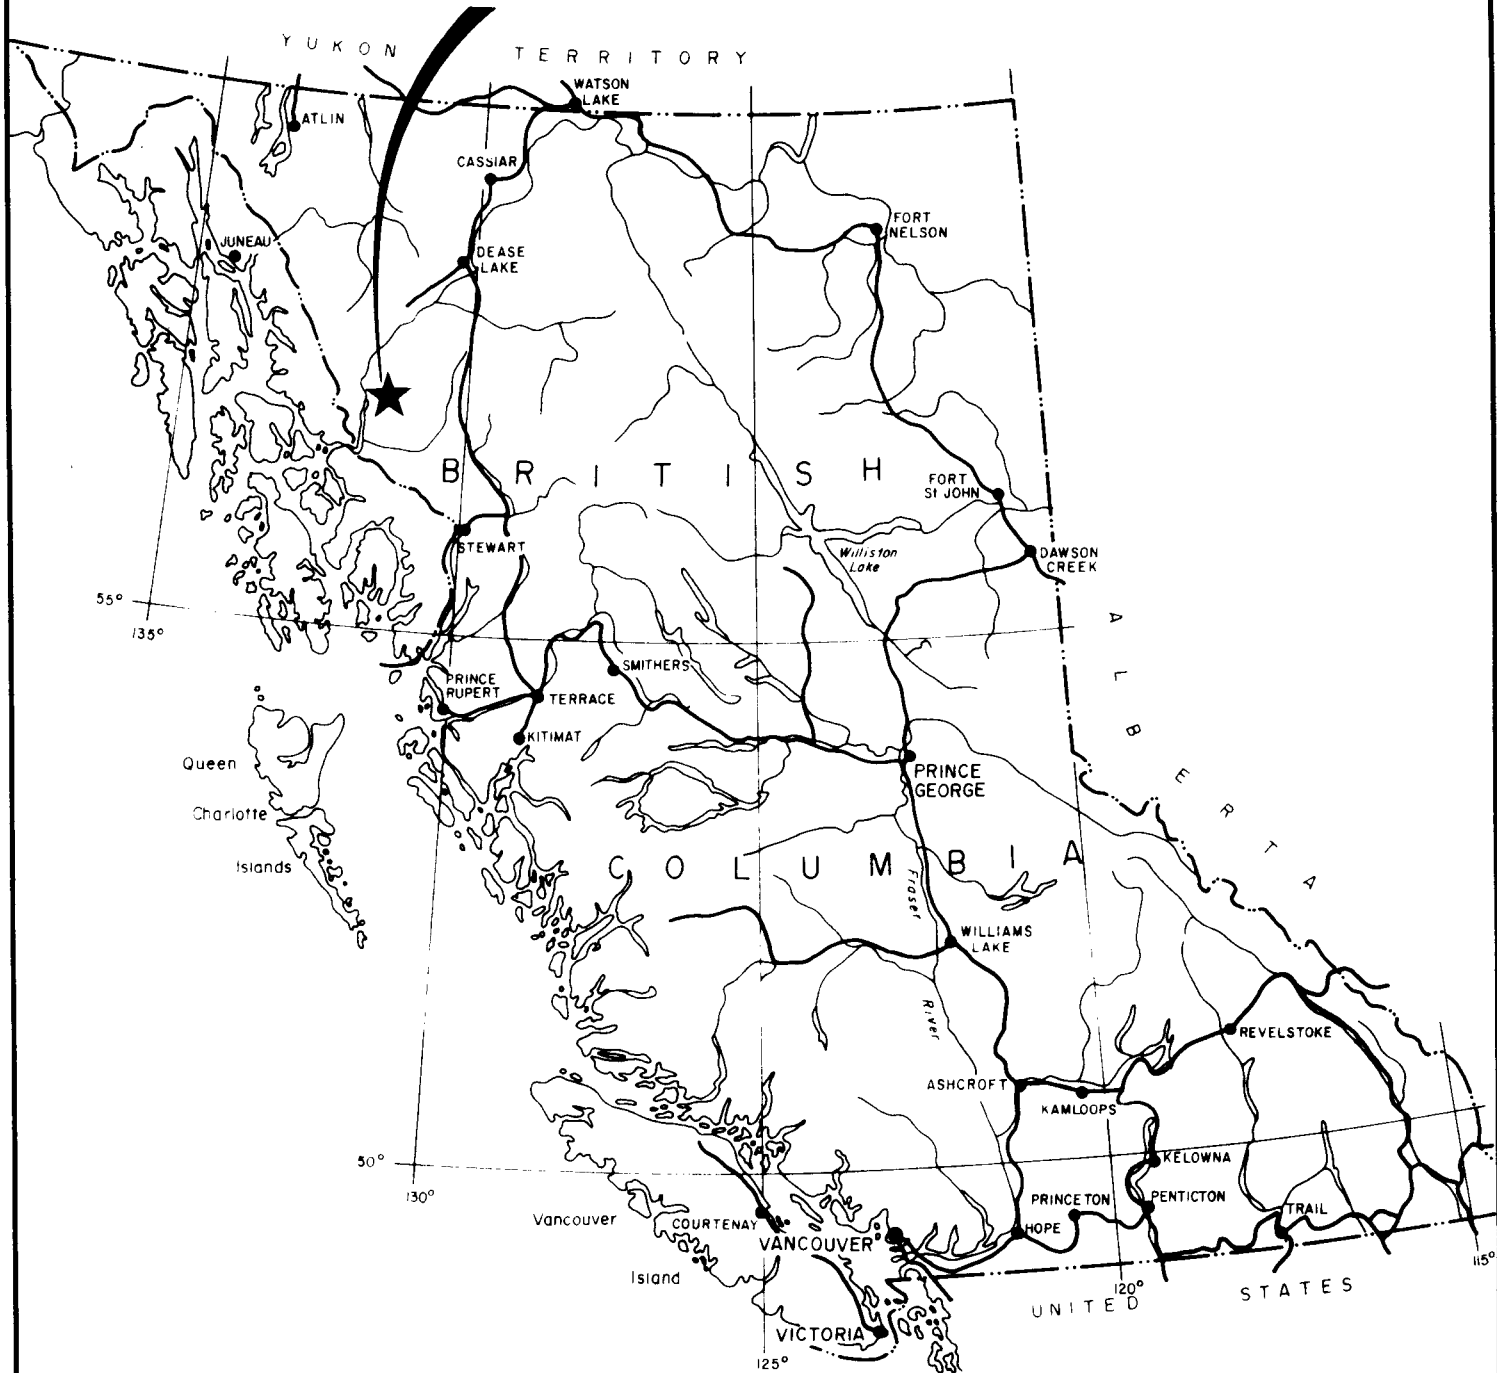 YUKON TERRITORY
WATSON
LAKE
ATLIN
CASSIAR
FORT
NELSON
JUNEAU
DEASE
LAKE
BRITISH
FORT
St JOHN
STEWART
Williston
Lake
DAWSON
CREEK
55°
135°
ALBERTA
SMITHERS
PRINCE
RUPERT
TERRACE
KITIMAT
Queen
Charlotte
Islands
PRINCE
GEORGE
COLUMBIA
Fraser
River
WILLIAMS
LAKE
REVELSTOKE
ASHCROFT
KAMLOOPS
50°
130°
KELOWNA
PRINCETON
PENTICTON
Vancouver
Island
COURTENAY
TRAIL
HOPE
VANCOUVER
115°
120°
UNITED STATES
VICTORIA
125°